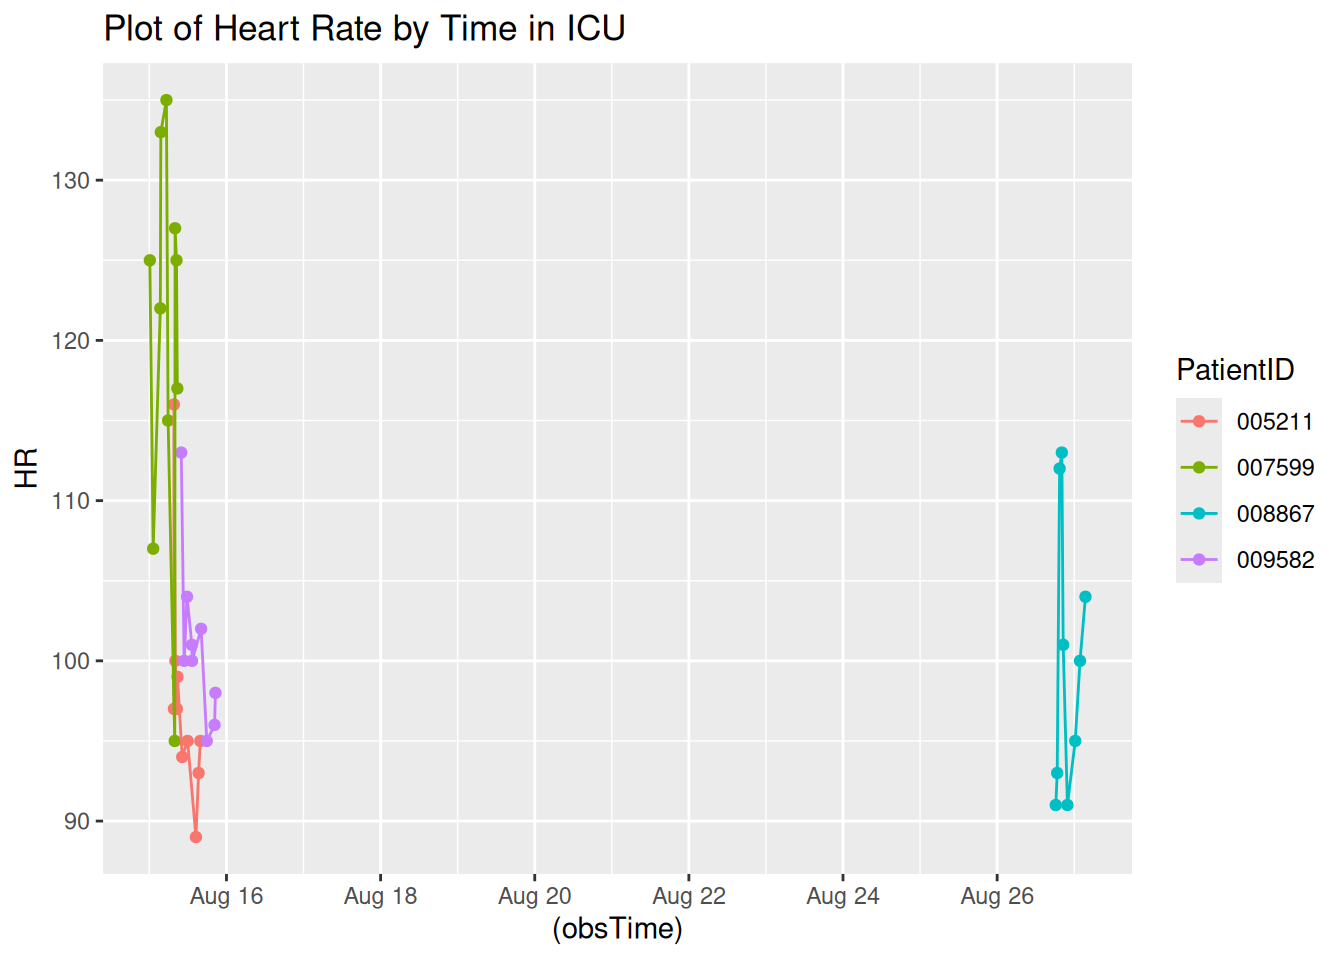 Plot of Heart Rate by Time in ICU
130
120
110
100
90
HR
Aug 16 Aug 18 Aug 20 Aug 22 Aug 24 Aug 26
(obsTime)
PatientID
005211
007599
008867
009582